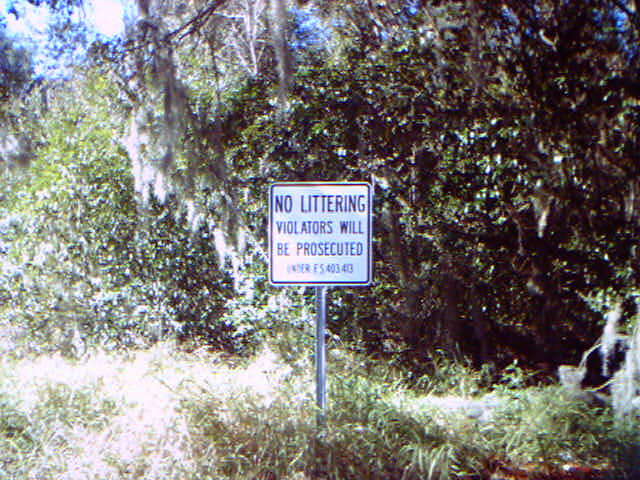 NO LITTERING
VIOLATORS WILL
BE PROSECUTED
UNDER F.S.403.413